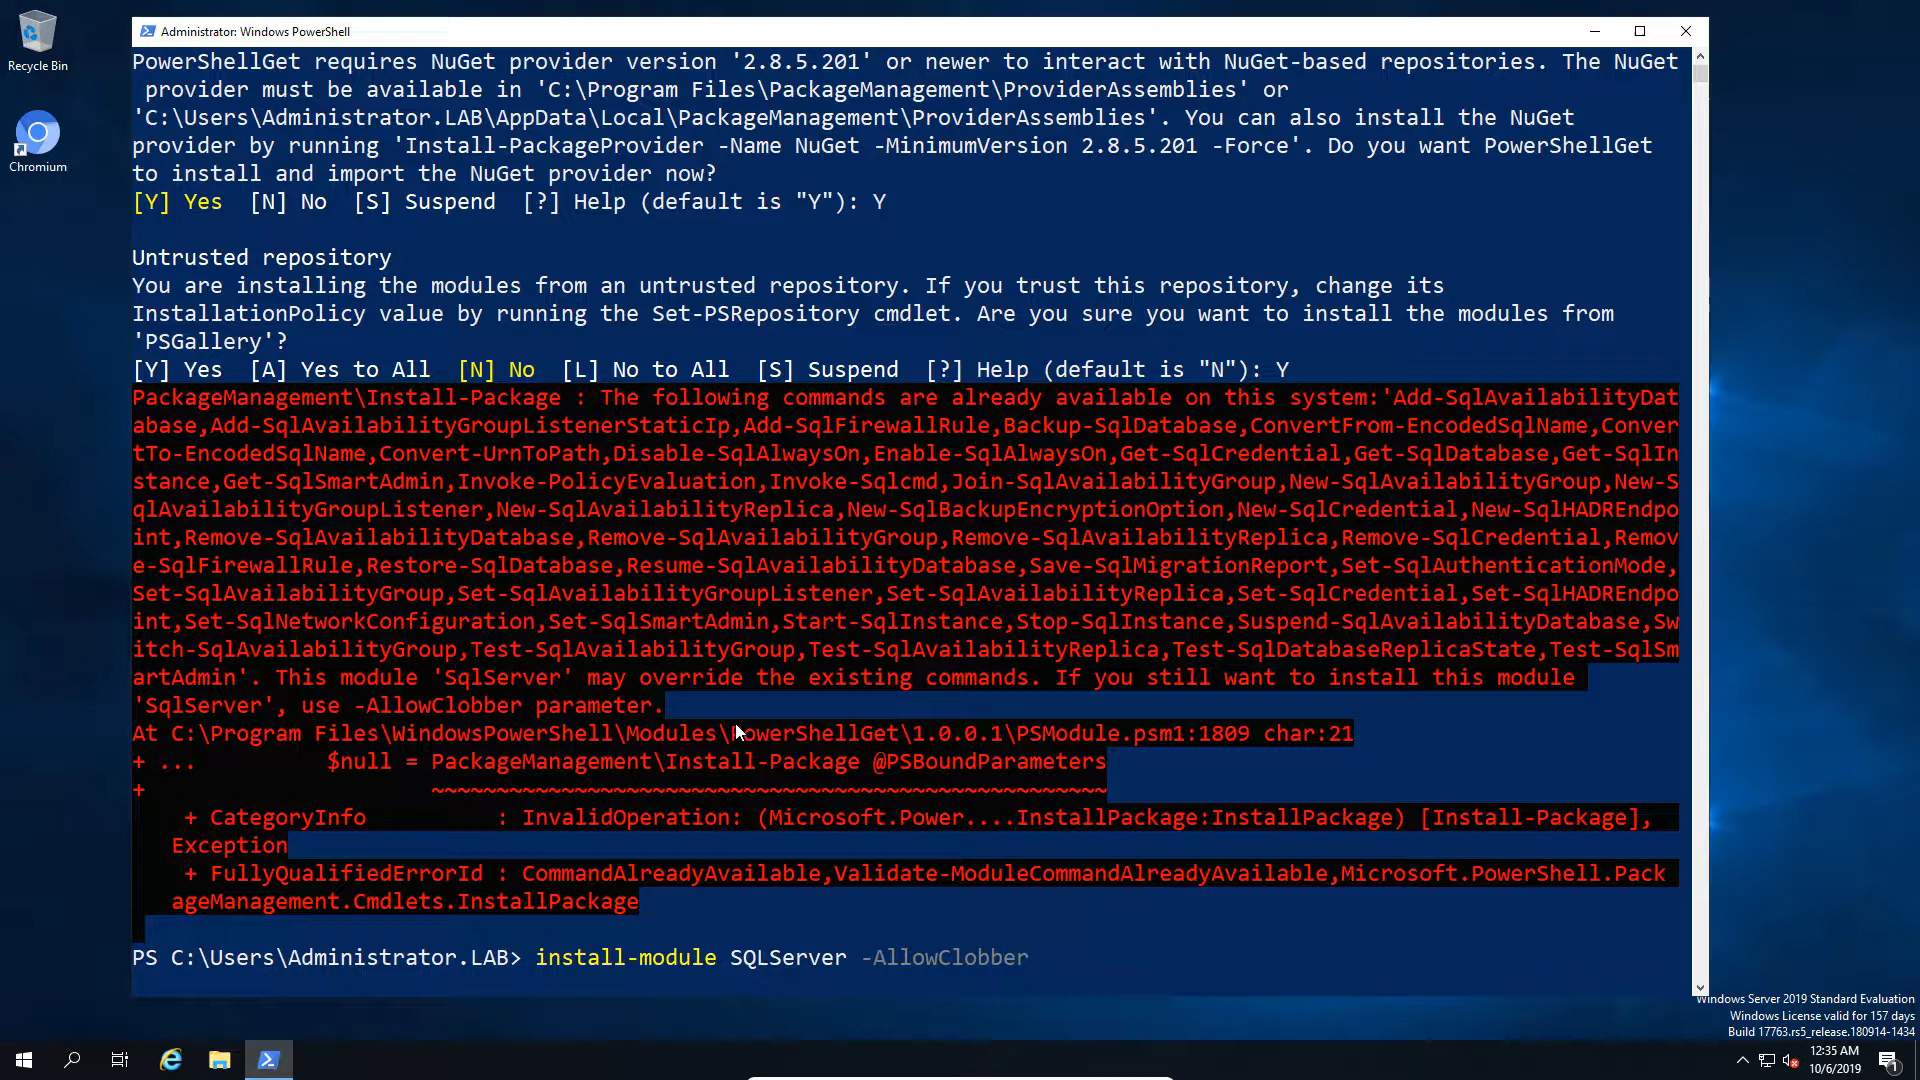 Recycle Bin
Chromium
Administrator: Windows PowerShell
PowerShellGet requires NuGet provider version '2.8.5.201' or newer to interact with NuGet-based repositories. The NuGet
provider must be available in 'C:\Program Files\PackageManagement\ProviderAssemblies' or
'C:\Users\Administrator.LAB\AppData\Local\PackageManagement\ProviderAssemblies'. You can also install the NuGet
provider by running 'Install-PackageProvider -Name NuGet -MinimumVersion 2.8.5.201 -Force'. Do you want PowerShellGet
to install and import the NuGet provider now?
[Y] Yes  [N] No  [S] Suspend  [?] Help (default is "Y"): Y
Untrusted repository
You are installing the modules from an untrusted repository. If you trust this repository, change its
InstallationPolicy value by running the Set-PSRepository cmdlet. Are you sure you want to install the modules from
'PSGallery'?
[Y] Yes  [A] Yes to All  [N] No  [L] No to All  [S] Suspend  [?] Help (default is "N"): Y
PackageManagement\Install-Package : The following commands are already available on this system:'Add-SqlAvailabilityDat
abase,Add-SqlAvailabilityGroupListenerStaticIp,Add-SqlFirewallRule,Backup-SqlDatabase,ConvertFrom-EncodedSqlName,Conver
tTo-EncodedSqlName,Convert-UrnToPath,Disable-SqlAlwaysOn,Enable-SqlAlwaysOn,Get-SqlCredential,Get-SqlDatabase,Get-SqlIn
stance,Get-SqlSmartAdmin,Invoke-PolicyEvaluation,Invoke-Sqlcmd,Join-SqlAvailabilityGroup,New-SqlAvailabilityGroup,New-S
qlAvailabilityGroupListener,New-SqlAvailabilityReplica,New-SqlBackupEncryptionOption,New-SqlCredential,New-SqlHADREndpo
int,Remove-SqlAvailabilityDatabase,Remove-SqlAvailabilityGroup,Remove-SqlAvailabilityReplica,Remove-SqlCredential,Remov
e-SqlFirewallRule,Restore-SqlDatabase,Resume-SqlAvailabilityDatabase,Save-SqlMigrationReport,Set-SqlAuthenticationMode,
Set-SqlAvailabilityGroup,Set-SqlAvailabilityGroupListener,Set-SqlAvailabilityReplica,Set-SqlCredential,Set-SqlHADREndpo
int,Set-SqlNetworkConfiguration,Set-SqlSmartAdmin,Start-SqlInstance,Stop-SqlInstance,Suspend-SqlAvailabilityDatabase,Sw
itch-SqlAvailabilityGroup,Test-SqlAvailabilityGroup,Test-SqlAvailabilityReplica,Test-SqlDatabaseReplicaState,Test-SqlSm
artAdmin'. This module 'SqlServer' may override the existing commands. If you still want to install this module
'SqlServer', use -AllowClobber parameter.
At C:\Program Files\WindowsPowerShell\Modules\PowerShellGet\1.0.0.1\PSModule.psm1:1809 char:21
+ ...          $null = PackageManagement\Install-Package @PSBoundParameters
+                      ~~~~~~~~~~~~~~~~~~~~~~~~~~~~~~~~~~~~~~~~~~~~~~~~~~~~
    + CategoryInfo          : InvalidOperation: (Microsoft.Power....InstallPackage:InstallPackage) [Install-Package],
   Exception
    + FullyQualifiedErrorId : CommandAlreadyAvailable,Validate-ModuleCommandAlreadyAvailable,Microsoft.PowerShell.Pack
   ageManagement.Cmdlets.InstallPackage
PS C:\Users\Administrator.LAB> install-module SQLServer -AllowClobber
Windows Server 2019 Standard Evaluation
Windows License valid for 157 days
Build 17763.rs5_release.180914-1434
12:35 AM
10/6/2019
1